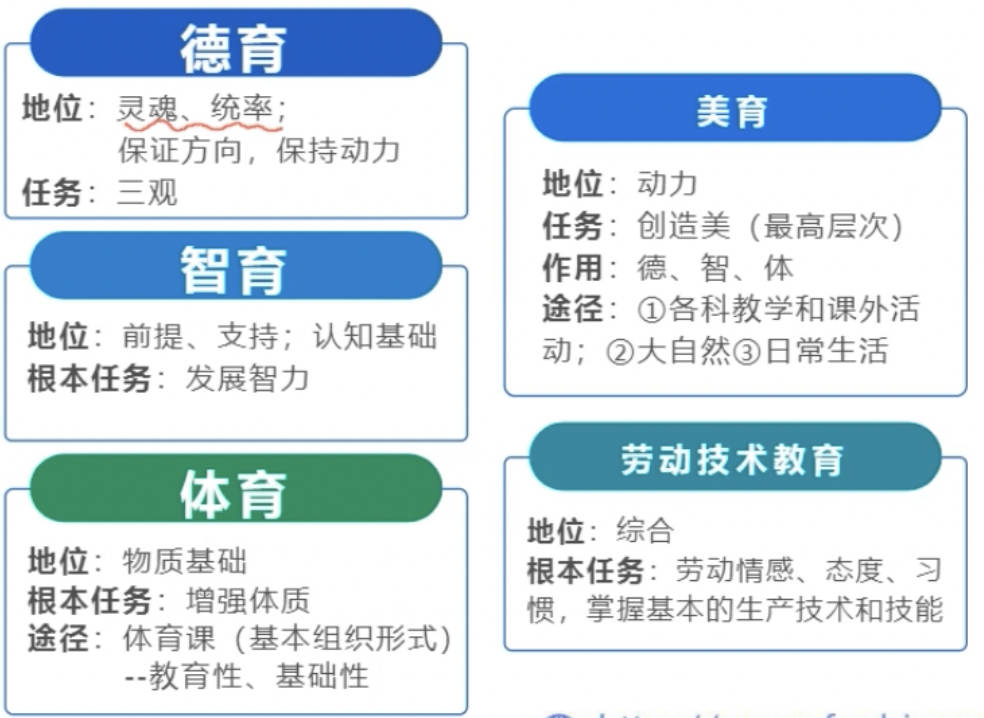 德育
地位：灵魂、统率；
保证方向，保持动力
任务：三观
智育
地位：前提、支持；认知基础
根本任务：发展智力
体育
地位：物质基础
根本任务：增强体质
途径：体育课（基本组织形式）
--教育性、基础性
美育
地位：动力
任务：创造美（最高层次）
作用：德、智、体
途径：①各科教学和课外活
动；②大自然③日常生活
劳动技术教育
地位：综合
根本任务：劳动情感、态度、习
惯，掌握基本的生产技术和技能